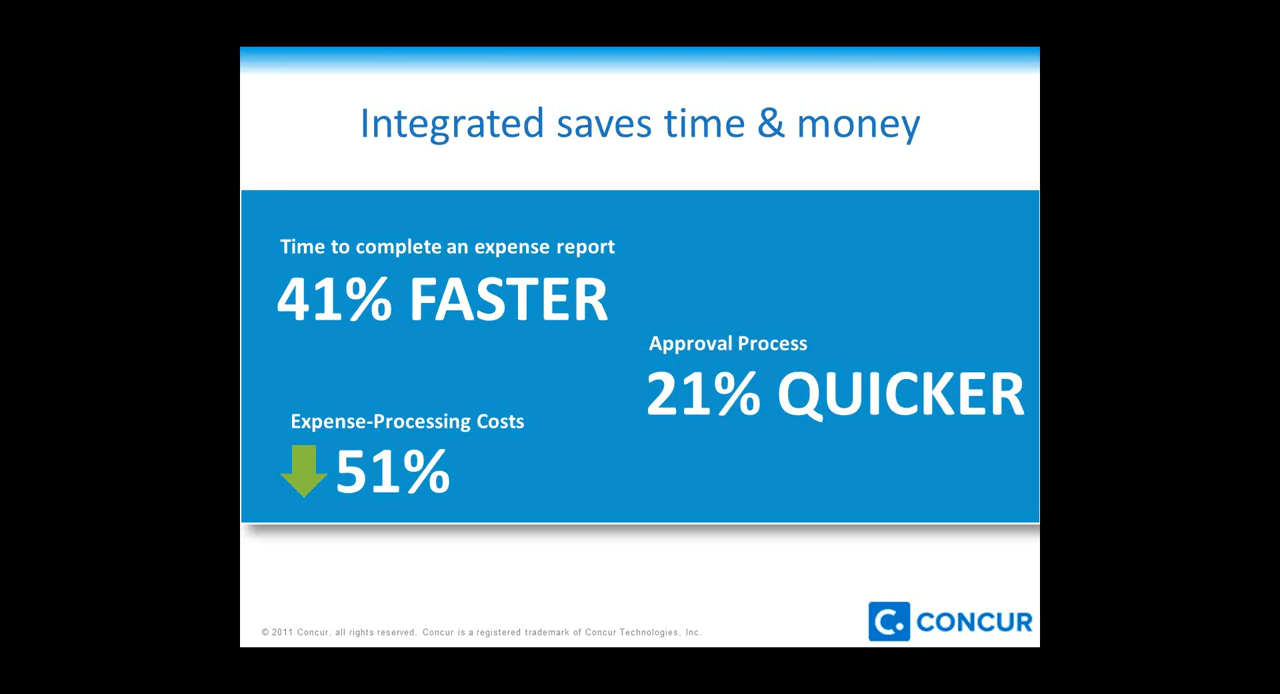 Integrated saves time & money
Time to complete an expense report
41% FASTER
Approval Process
21% QUICKER
Expense-Processing Costs
51%
© 2011 Concur, all rights reserved. Concur is a registered trademark of Concur Technologies, Inc.
C. CONCUR